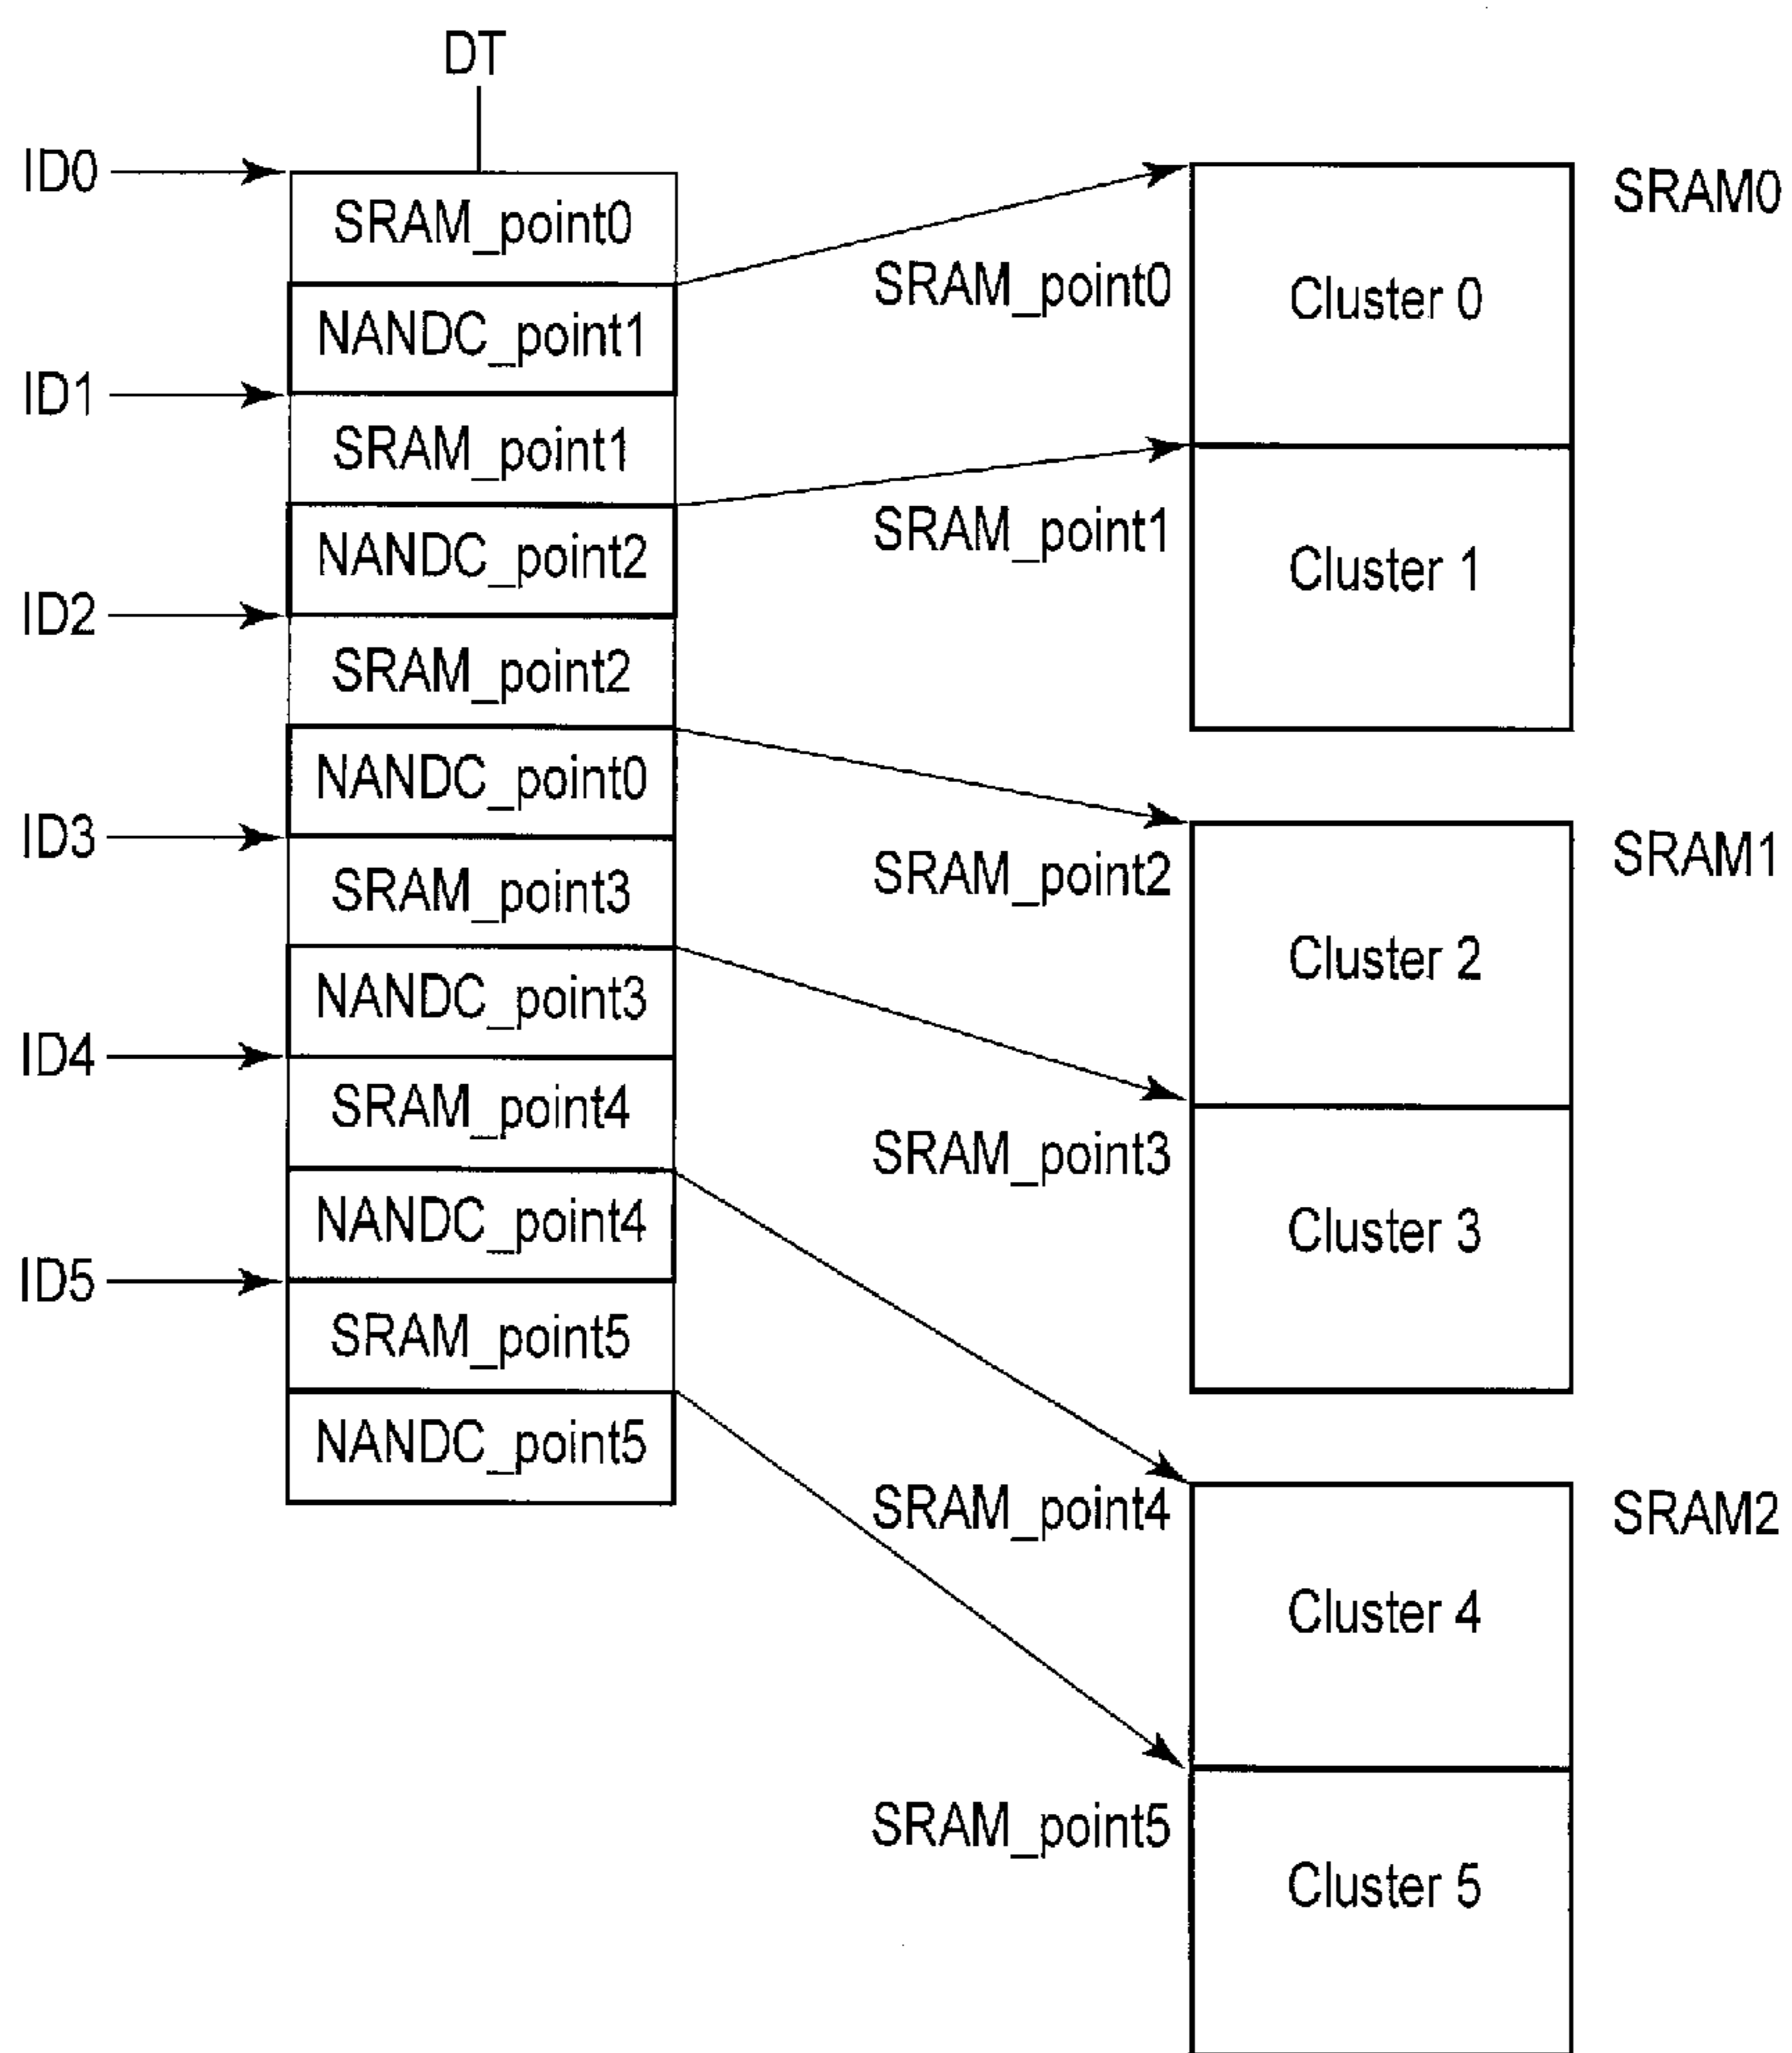 DT
ID0
SRAM_point0
NANDC_point1
ID1
SRAM_point1
NANDC_point2
ID2
SRAM_point2
NANDC_point0
ID3
SRAM_point3
NANDC_point3
ID4
SRAM_point4
NANDC_point4
ID5
SRAM_point5
NANDC_point5
SRAM_point0
Cluster 0
SRAM0
SRAM_point1
Cluster 1
SRAM_point2
Cluster 2
SRAM1
SRAM_point3
Cluster 3
SRAM_point4
Cluster 4
SRAM2
SRAM_point5
Cluster 5